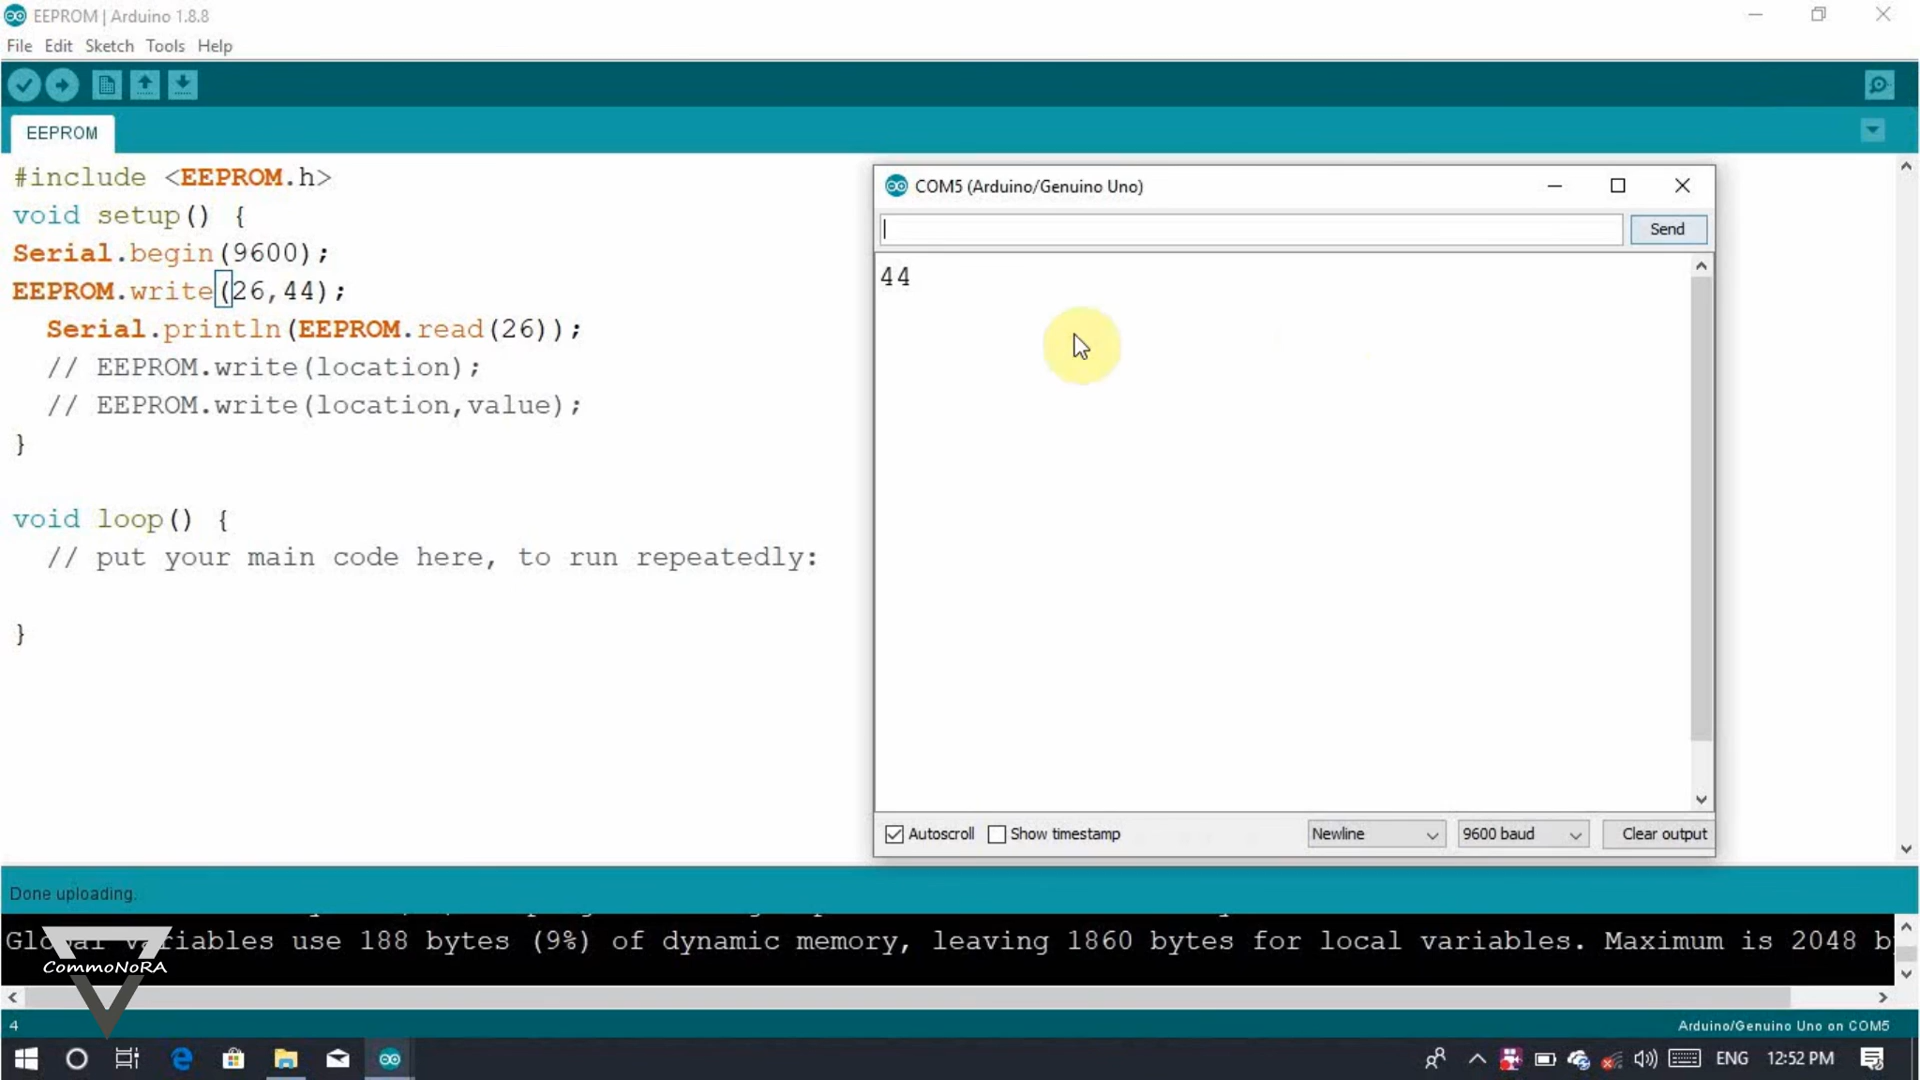 EEPROM | Arduino 1.8.8
File Edit Sketch Tools Help
EEPROM
#include <EEPROM.h>
void setup() {
Serial.begin(9600);
EEPROM.write(26,44);
Serial.println(EEPROM.read(26));
// EEPROM.write(location);
// EEPROM.write(location,value);
}
void loop() {
// put your main code here, to run repeatedly:
}
COM5 (Arduino/Genuino Uno)
Send
44
Autoscroll Show timestamp Newline 9600 baud Clear output
Done uploading.
Global variables use 188 bytes (9%) of dynamic memory, leaving 1860 bytes for local variables. Maximum is 2048 b
CommoNoRA
4 Arduino/Genuino Uno on COM5
ENG 12:52 PM